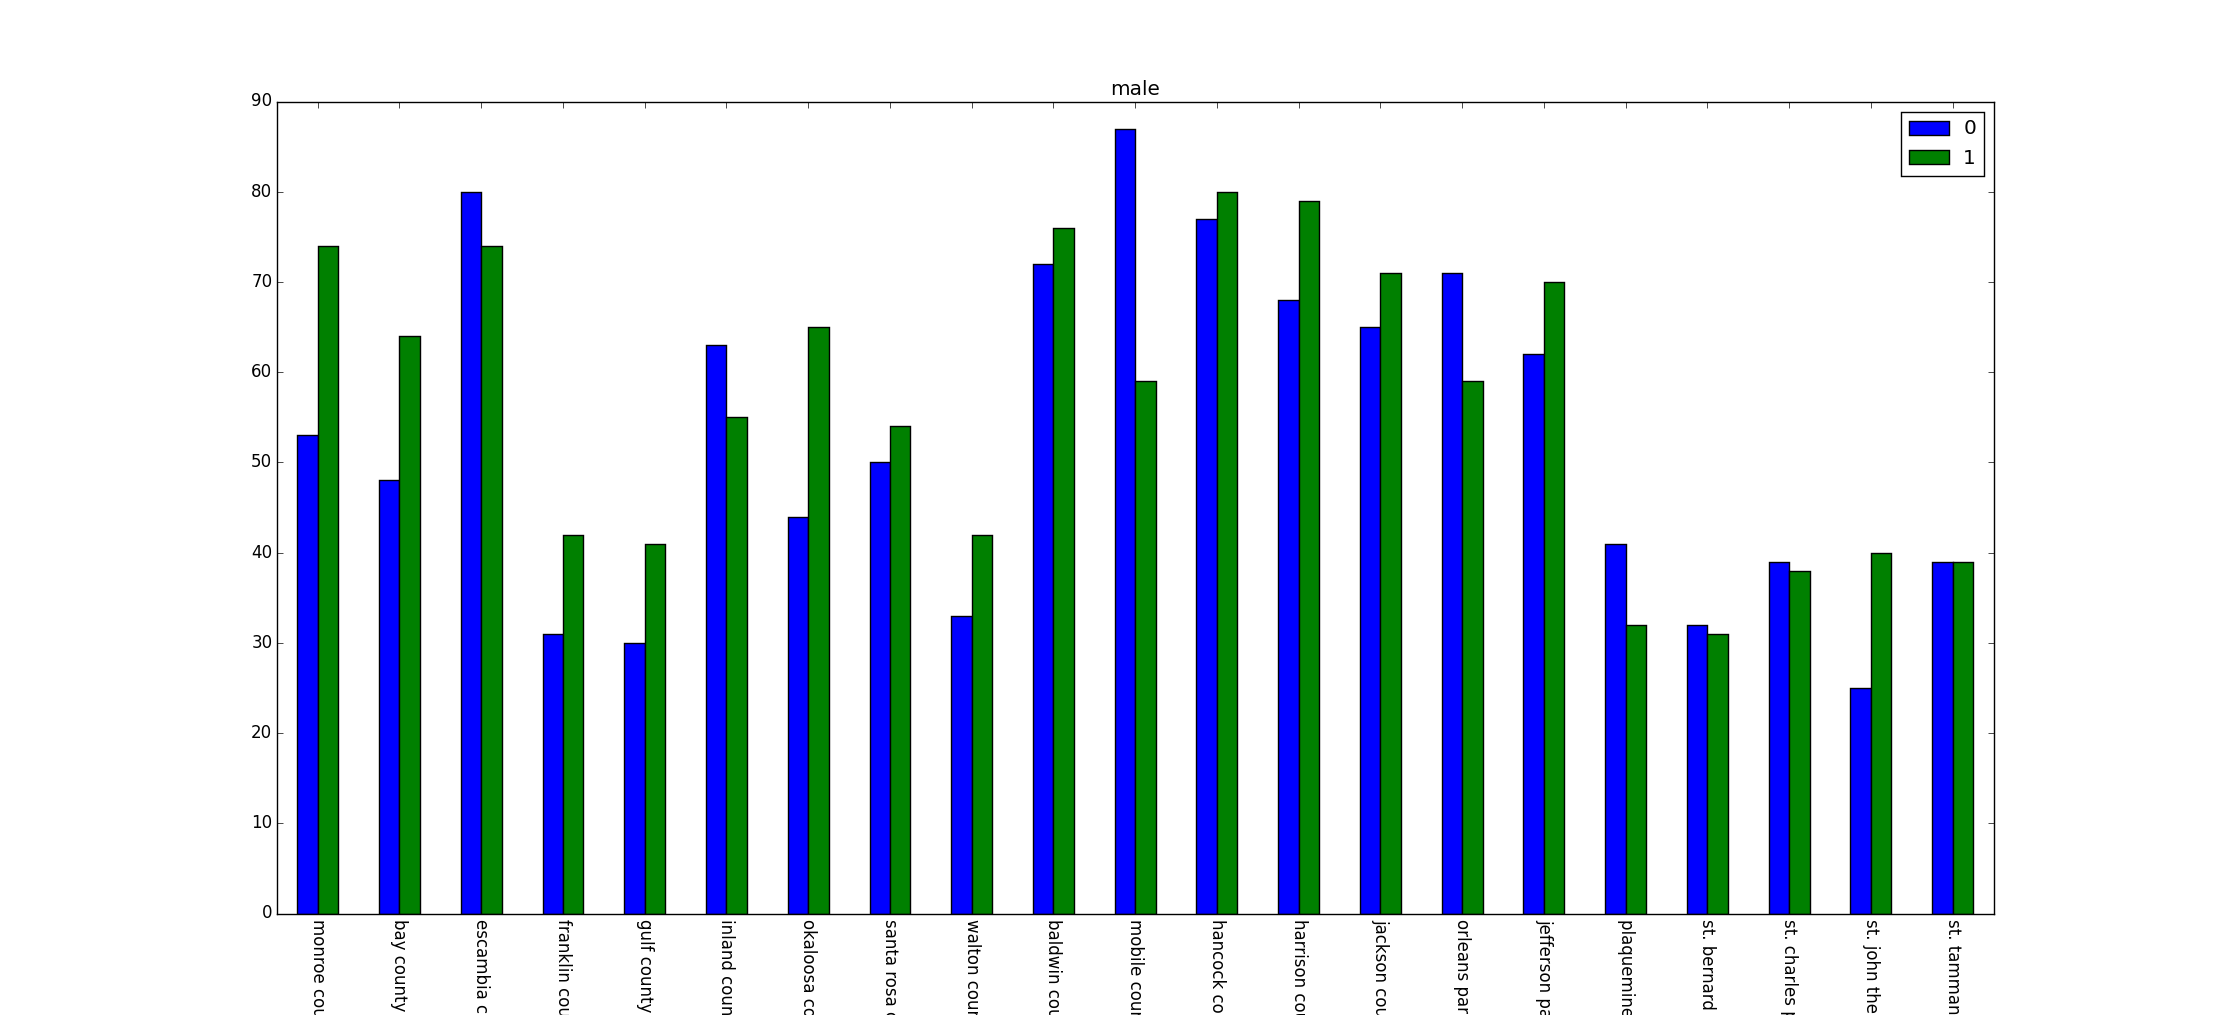 male
0
1
90
80
70
60
50
40
30
20
10
0
monroe cou
bay county
escambia c
franklin cou
gulf county
inland coun
okaloosa co
santa rosa c
walton coun
baldwin cou
mobile coun
hancock co
harrison cou
jackson cou
orleans par
jefferson pa
plaquemine
st. bernard
st. charles p
st. john the
st. tamman